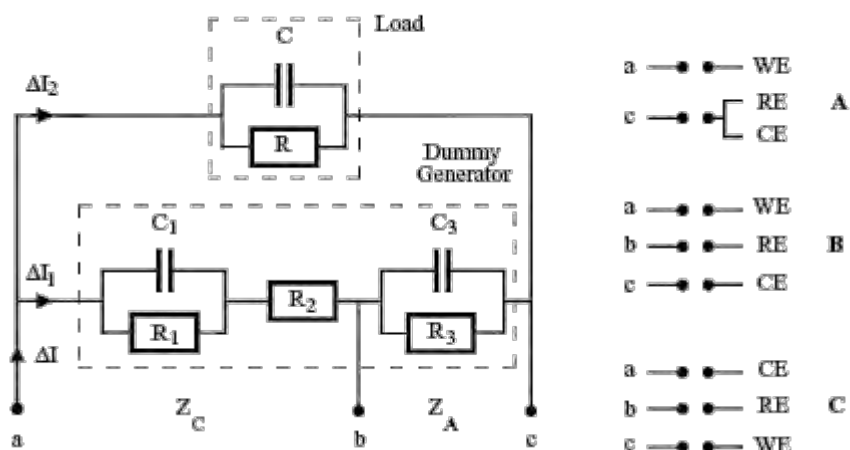 Load
C
ΔI2
R
Dummy
Generator
C1
C3
ΔI1
R2
R1
R3
ΔI
ZC
ZA
a
b
c
a WE
RE A
c
CE
a WE
b RE B
c CE
a CE
b RE C
c WE